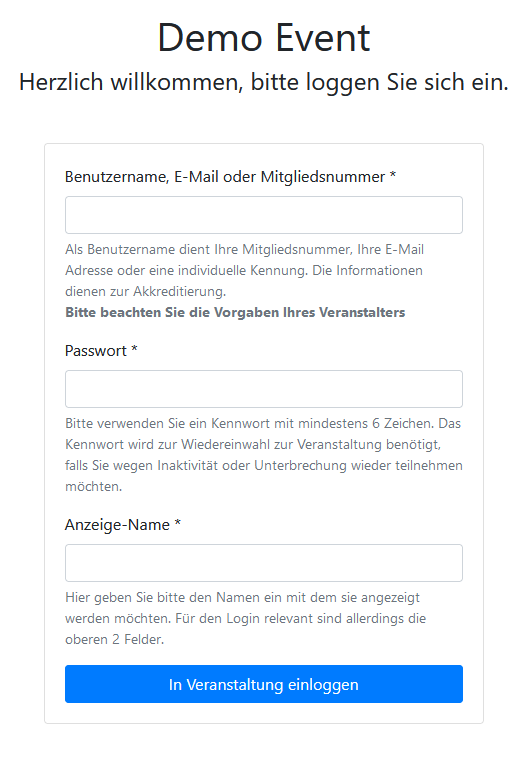 Demo Event
Herzlich willkommen, bitte loggen Sie sich ein.
Benutzername, E-Mail oder Mitgliedsnummer *
Als Benutzername dient Ihre Mitgliedsnummer, Ihre E-Mail
Adresse oder eine individuelle Kennung. Die Informationen
dienen zur Akkreditierung.
Bitte beachten Sie die Vorgaben Ihres Veranstalters
Passwort *
Bitte verwenden Sie ein Kennwort mit mindestens 6 Zeichen. Das
Kennwort wird zur Wiedereinwahl zur Veranstaltung benötigt,
falls Sie wegen Inaktivität oder Unterbrechung wieder teilnehmen
möchten.
Anzeige-Name *
Hier geben Sie bitte den Namen ein mit dem sie angezeigt
werden möchten. Für den Login relevant sind allerdings die
oberen 2 Felder.
In Veranstaltung einloggen